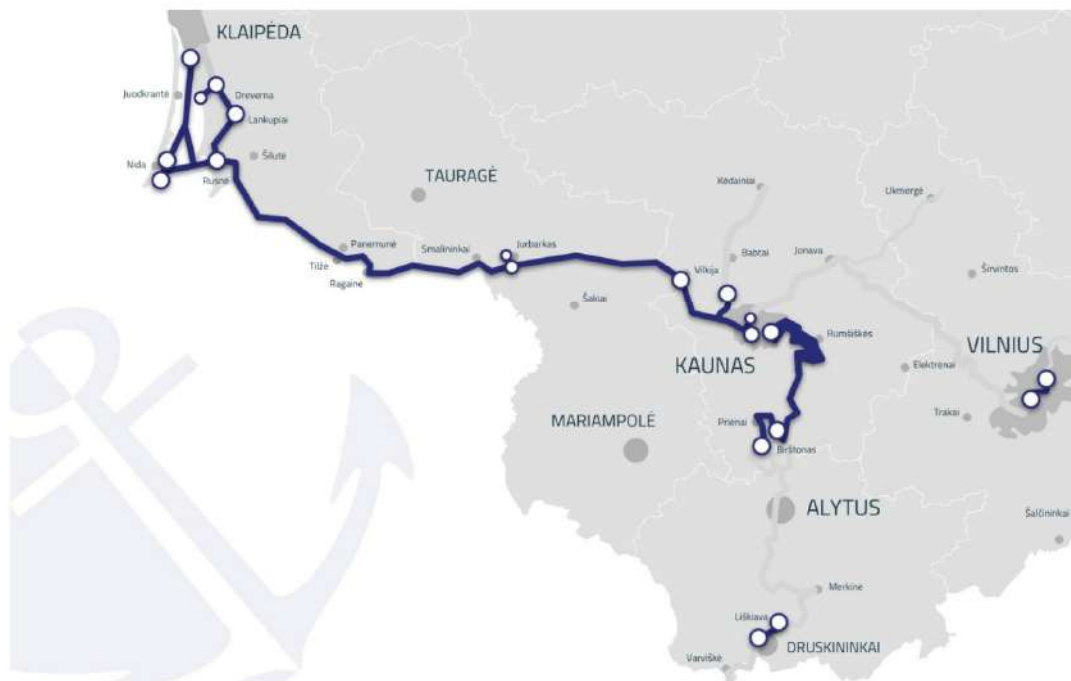 KLAIPĖDA
Juodkrantė
Dreverna
Lankupiai
Nida
Šilutė
Rusnė
TAURAGĖ
Kėdainiai
Ukmergė
Panemunė
Smalininkai
Jurbarkas
Babtai
Jonava
Tilžė
Širvintos
Ragainė
Vilkija
Šakiai
Rumšiškės
VILNIUS
KAUNAS
Elektrėnai
Trakai
MARIAMPOLĖ
Prienai
Birštonas
ALYTUS
Šalčininkai
Merkinė
Liškiava
DRUSKININKAI
Varviškė